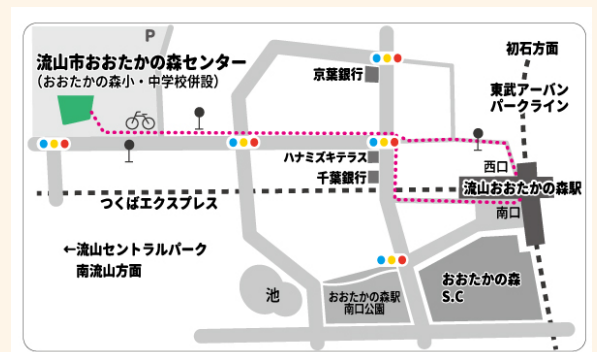 P
流山市おおたかの森センター
（おおたかの森小・中学校併設）
京葉銀行
初石方面
東武アーバン
パークライン
ハナミズキテラス
千葉銀行
西口
流山おおたかの森駅
南口
つくばエクスプレス
←流山セントラルパーク
南流山方面
池
おおたかの森駅
南口公園
おおたかの森
S.C